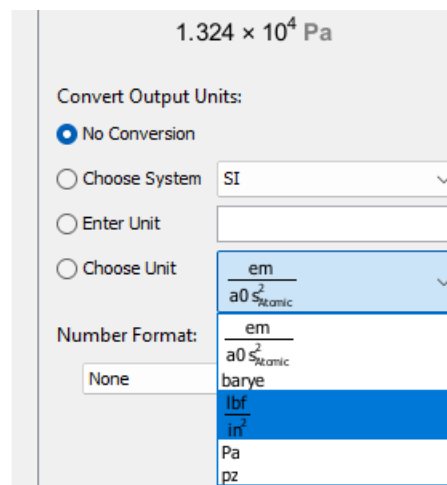 1.324 × 10⁴ Pa
Convert Output Units:
No Conversion
Choose System SI
Enter Unit
Choose Unit
em
a0 s²Atomic
Number Format:
None
em
a0 s²Atomic
barye
lbf
in²
Pa
pz